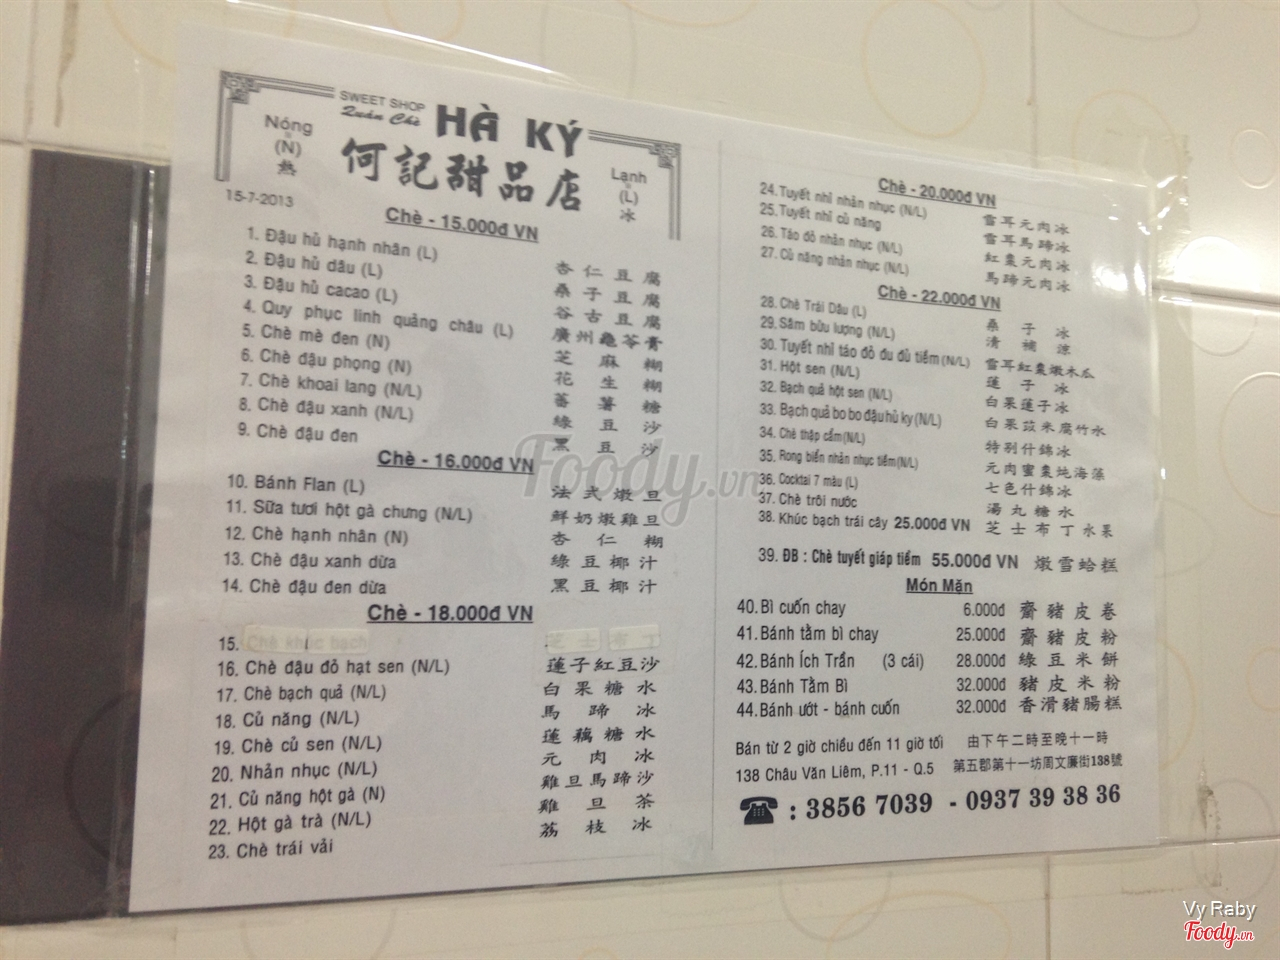 SWEET SHOP
Quán Chè
HÀ KÝ
何記甜品店
Nóng
(N)
熱
Lạnh
(L)
冰
15-7-2013
Chè - 15.000đ VN
1. Đậu hủ hạnh nhân (L) 杏仁豆腐
2. Đậu hủ dâu (L) 桑子豆腐
3. Đậu hủ cacao (L) 谷古豆腐
4. Quy phục linh quảng châu (L) 廣州龜苓膏
5. Chè mè đen (N) 芝麻糊
6. Chè đậu phọng (N) 花生糊
7. Chè khoai lang (N/L) 蕃薯糖
8. Chè đậu xanh (N/L) 綠豆沙
9. Chè đậu đen 黑豆沙
Chè - 16.000đ VN
10. Bánh Flan (L) 法式燉旦
11. Sữa tươi hột gà chưng (N/L) 鮮奶燉雞旦
12. Chè hạnh nhân (N) 杏仁糊
13. Chè đậu xanh dừa 綠豆椰汁
14. Chè đậu đen dừa 黑豆椰汁
Chè - 18.000đ VN
15. Chè khúc bạch 芝士布丁
16. Chè đậu đỏ hạt sen (N/L) 蓮子紅豆沙
17. Chè bạch quả (N/L) 白果糖水
18. Củ năng (N/L) 馬蹄冰
19. Chè củ sen (N/L) 蓮藕糖水
20. Nhãn nhục (N/L) 元肉冰
21. Củ năng hột gà (N) 雞旦馬蹄沙
22. Hột gà trà (N/L) 雞旦茶
23. Chè trái vải 荔枝冰
Chè - 20.000đ VN
24. Tuyết nhỉ nhản nhục (N/L) 雪耳元肉冰
25. Tuyết nhỉ củ năng 雪耳馬蹄冰
26. Táo đỏ nhản nhục (N/L) 紅棗元肉冰
27. Củ năng nhản nhục (N/L) 馬蹄元肉冰
Chè - 22.000đ VN
28. Chè Trái Dâu (L) 桑子冰
29. Sâm bửu lượng (N/L) 清補涼
30. Tuyết nhỉ táo đỏ đu đủ tiềm (N/L) 雪耳紅棗燉木瓜
31. Hột sen (N/L) 蓮子冰
32. Bạch quả hột sen (N/L) 白果蓮子冰
33. Bạch quả bo bo đậu hủ ky (N/L) 白果苡米腐竹水
34. Chè thập cẩm (N/L) 特別什錦冰
35. Rong biển nhản nhục tiềm (N/L) 元肉蜜棗炖海藻
36. Cocktai 7 màu (L) 七色什錦冰
37. Chè trôi nước 湯丸糖水
38. Khúc bạch trái cây 25.000đ VN 芝士布丁水果
39. ĐB : Chè tuyết giáp tiềm 55.000đ VN 燉雪蛤糕
Món Mặn
40. Bì cuốn chay 6.000đ 齋豬皮卷
41. Bánh tằm bì chay 25.000đ 齋豬皮粉
42. Bánh Ích Trần (3 cái) 28.000đ 綠豆米餅
43. Bánh Tằm Bì 32.000đ 豬皮米粉
44. Bánh ướt - bánh cuốn 32.000đ 香滑豬腸糕
Bán từ 2 giờ chiều đến 11 giờ tối 由下午二時至晚十一時
138 Châu Văn Liêm, P.11 - Q.5 第五郡第十一坊周文廉街138號
: 3856 7039 - 0937 39 38 36
Foody.vn
Vy Raby
Foody.vn